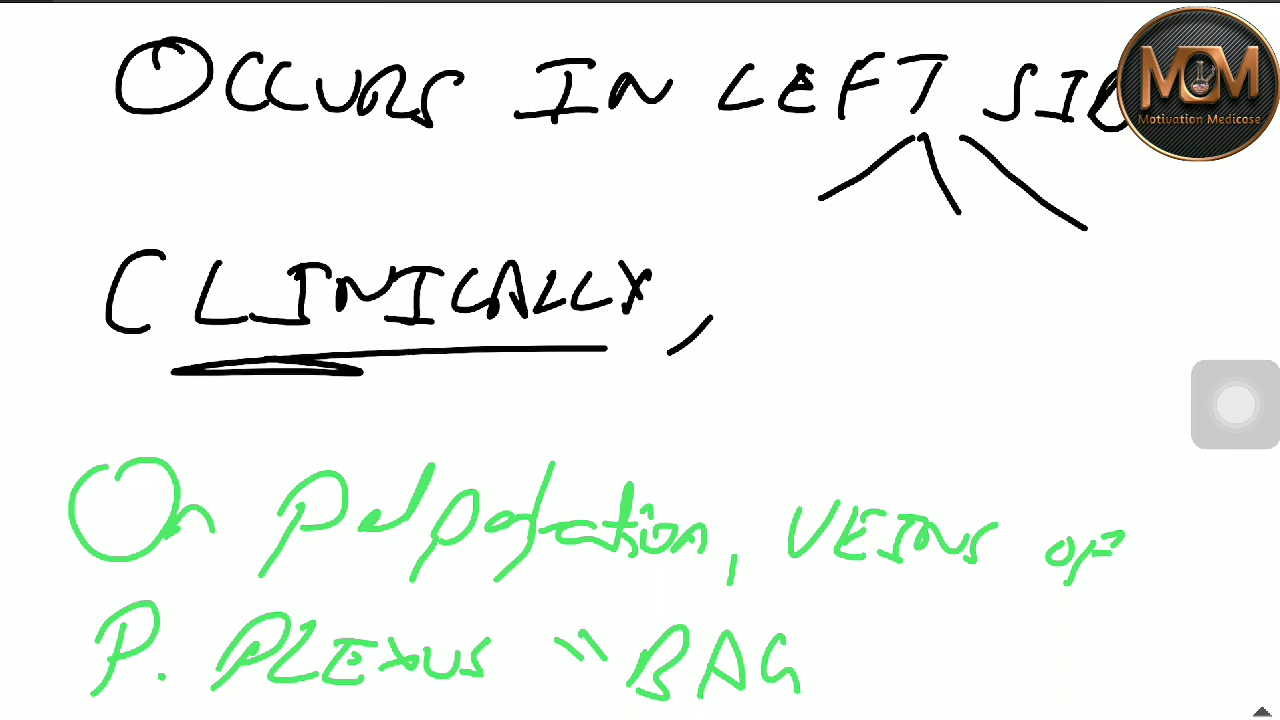 OCCURS IN LEFT SID
MOM
Motivation Medicose
CLINICALLY,
On palpation, VEINS OF
P. PLEXUS "BAG